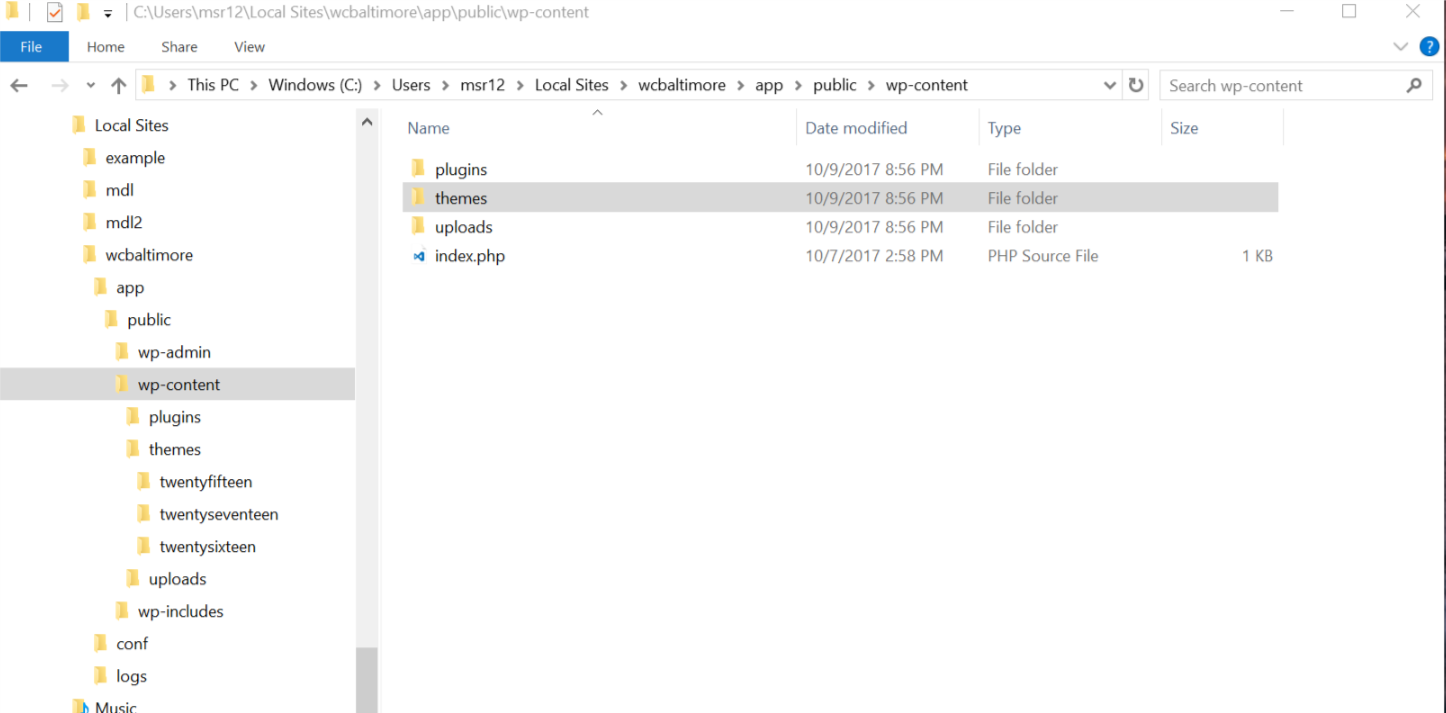 C:\Users\msr12\Local Sites\wcbaltimore\app\public\wp-content
File Home Share View ?
This PC > Windows (C:) > Users > msr12 > Local Sites > wcbaltimore > app > public > wp-content
Search wp-content
Local Sites
example
mdl
mdl2
wcbaltimore
app
public
wp-admin
wp-content
plugins
themes
twentyfifteen
twentyseventeen
twentysixteen
uploads
wp-includes
conf
logs
Music
Name Date modified Type Size
plugins 10/9/2017 8:56 PM File folder
themes 10/9/2017 8:56 PM File folder
uploads 10/9/2017 8:56 PM File folder
index.php 10/7/2017 2:58 PM PHP Source File 1 KB